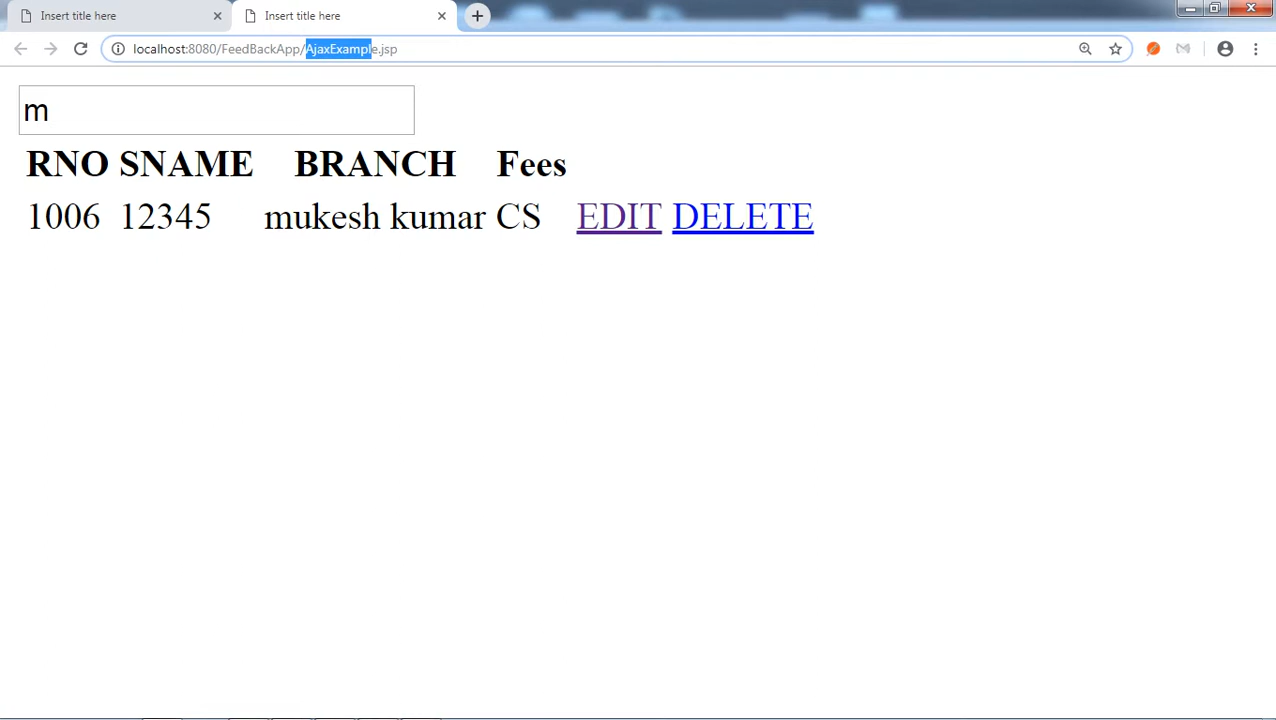 Insert title here
Insert title here
localhost:8080/FeedBackApp/AjaxExample.jsp
m
RNO SNAME BRANCH Fees
1006 12345 mukesh kumar CS EDIT DELETE